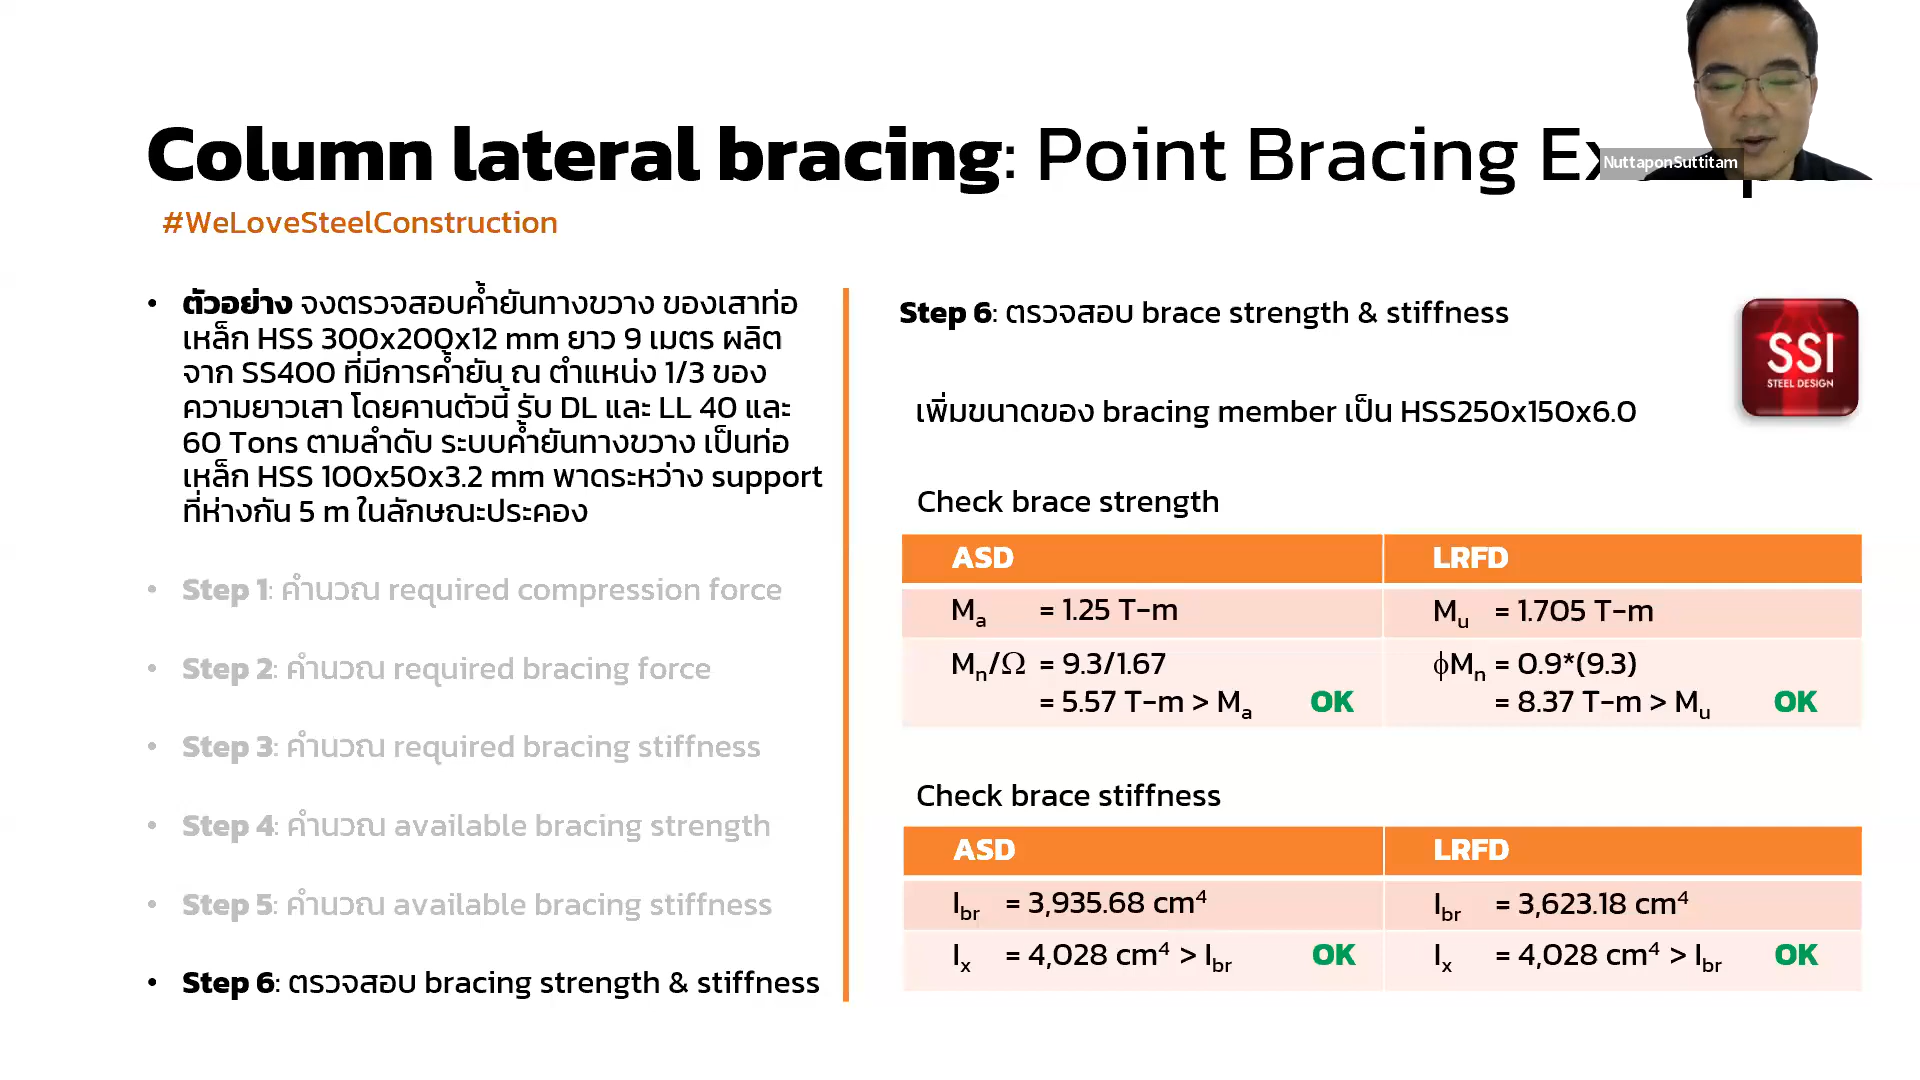 Column lateral bracing: Point Bracing
NuttaponSuttitam
#WeLoveSteelConstruction
• ตัวอย่าง จงตรวจสอบค้ำยันทางขวาง ของเสาท่อ
เหล็ก HSS 300x200x12 mm ยาว 9 เมตร ผลิต
จาก SS400 ที่มีการค้ำยัน ณ ตำแหน่ง 1/3 ของ
ความยาวเสา โดยคานตัวนี้ รับ DL และ LL 40 และ
60 Tons ตามลำดับ ระบบค้ำยันทางขวาง เป็นท่อ
เหล็ก HSS 100x50x3.2 mm พาดระหว่าง support
ที่ห่างกัน 5 m ในลักษณะประคอง
• Step 1: คำนวณ required compression force
• Step 2: คำนวณ required bracing force
• Step 3: คำนวณ required bracing stiffness
• Step 4: คำนวณ available bracing strength
• Step 5: คำนวณ available bracing stiffness
• Step 6: ตรวจสอบ bracing strength & stiffness
Step 6: ตรวจสอบ brace strength & stiffness
SSI
STEEL DESIGN
เพิ่มขนาดของ bracing member เป็น HSS250x150x6.0
Check brace strength
ASD LRFD
Ma = 1.25 T-m Mu = 1.705 T-m
Mn/Ω = 9.3/1.67 ϕMn = 0.9*(9.3)
= 5.57 T-m > Ma OK = 8.37 T-m > Mu OK
Check brace stiffness
ASD LRFD
Ibr = 3,935.68 cm⁴ Ibr = 3,623.18 cm⁴
Ix = 4,028 cm⁴ > Ibr OK Ix = 4,028 cm⁴ > Ibr OK